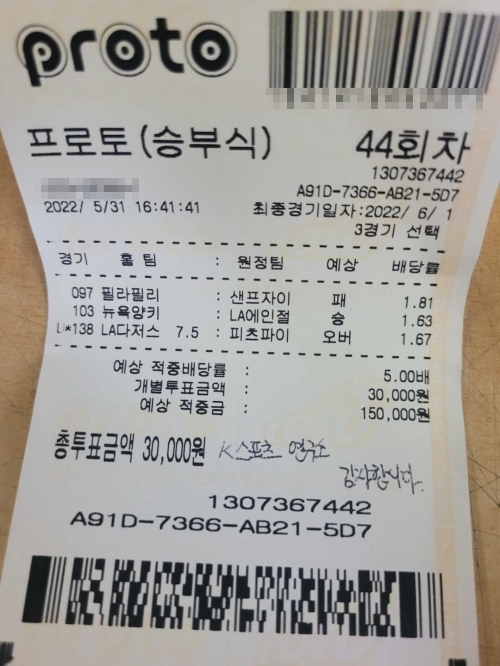 proto
프로토(승부식) 44회차
1307367442
A91D-7366-AB21-5D7
2022/ 5/31 16:41:41 최종경기일자:2022/ 6/ 1
3경기 선택
경기 홈팀 : 원정팀 예상 배당률
097 필라필리 : 샌프자이 패 1.81
103 뉴욕양키 : LA에인절 승 1.63
U*138 LA다저스 7.5 : 피츠파이 오버 1.67
예상 적중배당률 : 5.00배
개별투표금액 : 30,000원
예상 적중금 : 150,000원
총투표금액 30,000원 K스포츠 연구소
감사합니다.
1307367442
A91D-7366-AB21-5D7